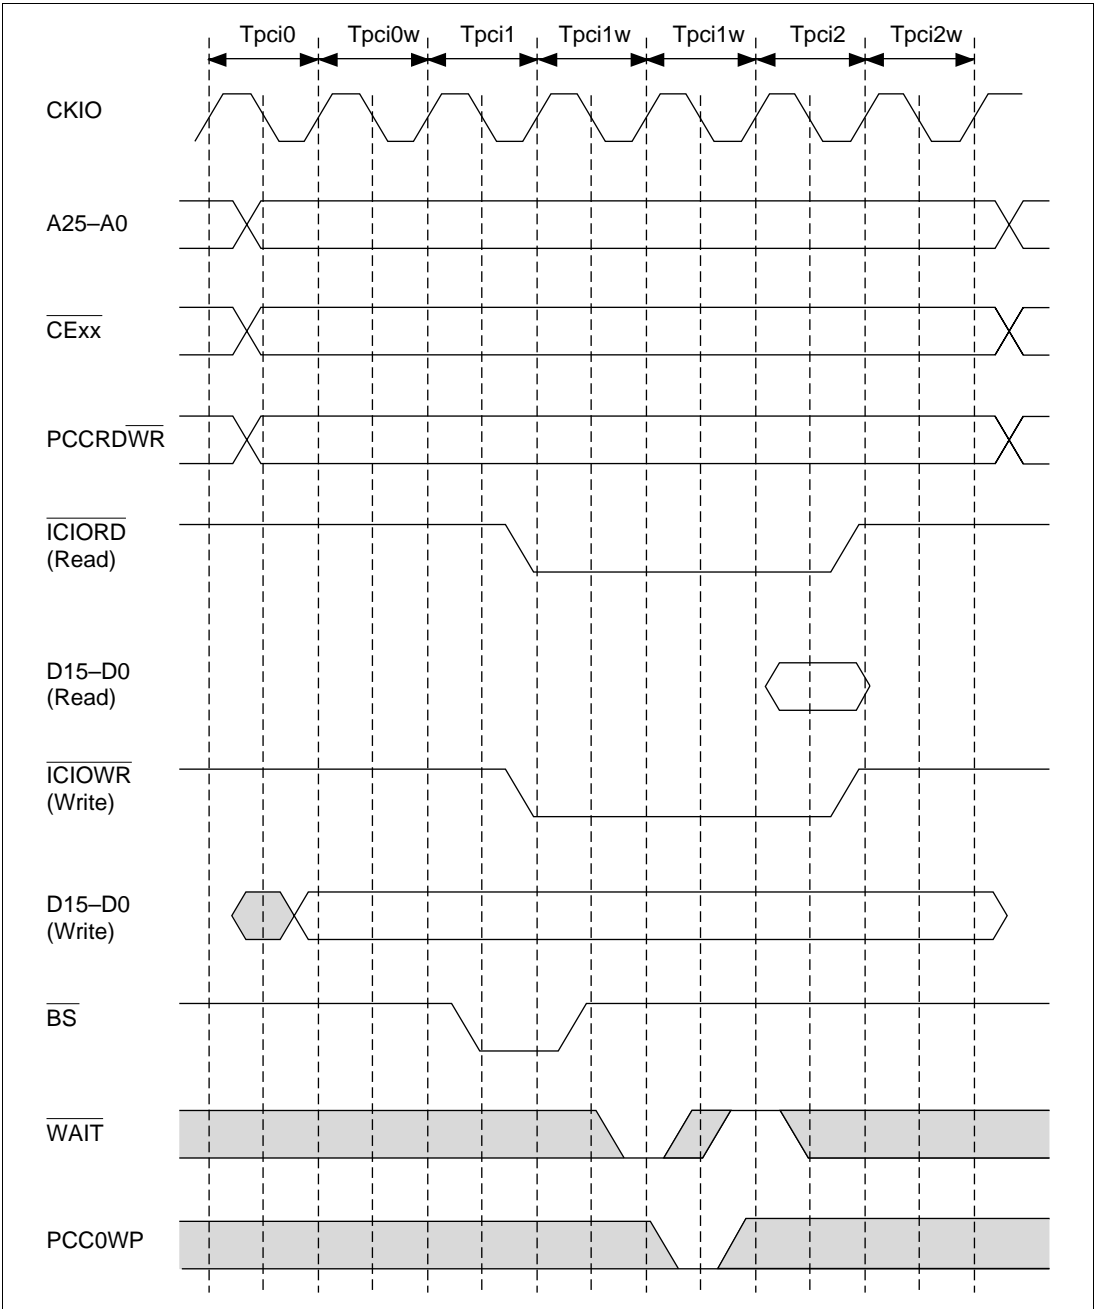 Tpci0 Tpci0w Tpci1 Tpci1w Tpci1w Tpci2 Tpci2w
CKIO
A25–A0
CExx
PCCRDWR
ICIORD
(Read)
D15–D0
(Read)
ICIOWR
(Write)
D15–D0
(Write)
BS
WAIT
PCC0WP